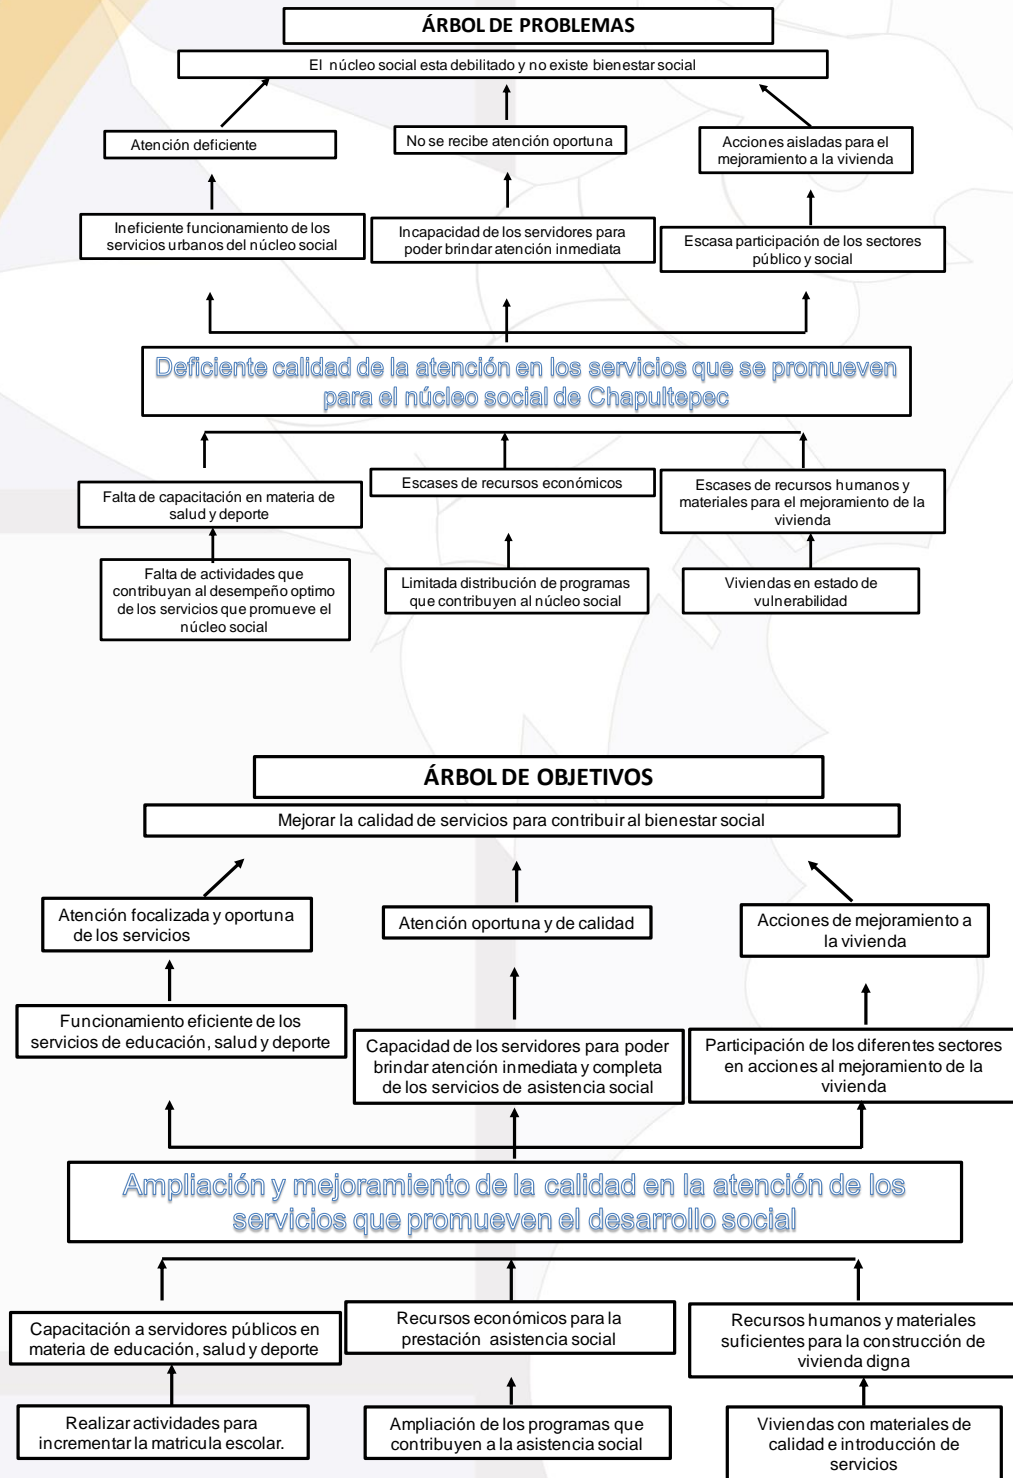 ÁRBOL DE PROBLEMAS
El núcleo social esta debilitado y no existe bienestar social
Atención deficiente
No se recibe atención oportuna
Acciones aisladas para el
mejoramiento a la vivienda
Ineficiente funcionamiento de los
servicios urbanos del núcleo social
Incapacidad de los servidores para
poder brindar atención inmediata
Escasa participación de los sectores
público y social
Deficiente calidad de la atención en los servicios que se promueven
para el núcleo social de Chapultepec
Falta de capacitación en materia de
salud y deporte
Escases de recursos económicos
Escases de recursos humanos y
materiales para el mejoramiento de la
vivienda
Falta de actividades que
contribuyan al desempeño optimo
de los servicios que promueve el
núcleo social
Limitada distribución de programas
que contribuyen al núcleo social
Viviendas en estado de
vulnerabilidad
ÁRBOL DE OBJETIVOS
Mejorar la calidad de servicios para contribuir al bienestar social
Atención focalizada y oportuna
de los servicios
Atención oportuna y de calidad
Acciones de mejoramiento a
la vivienda
Funcionamiento eficiente de los
servicios de educación, salud y deporte
Capacidad de los servidores para poder
brindar atención inmediata y completa
de los servicios de asistencia social
Participación de los diferentes sectores
en acciones al mejoramiento de la
vivienda
Ampliación y mejoramiento de la calidad en la atención de los
servicios que promueven el desarrollo social
Capacitación a servidores públicos en
materia de educación, salud y deporte
Recursos económicos para la
prestación asistencia social
Recursos humanos y materiales
suficientes para la construcción de
vivienda digna
Realizar actividades para
incrementar la matricula escolar.
Ampliación de los programas que
contribuyen a la asistencia social
Viviendas con materiales de
calidad e introducción de
servicios